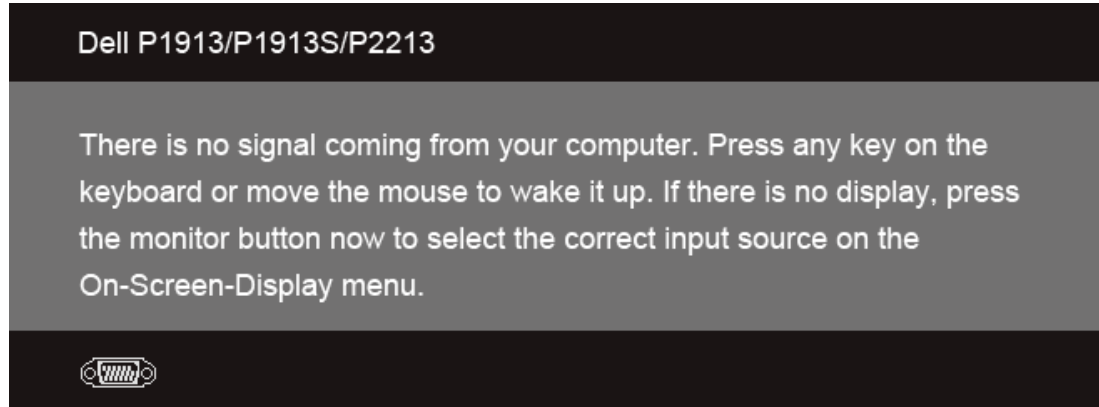 Dell P1913/P1913S/P2213
There is no signal coming from your computer. Press any key on the
keyboard or move the mouse to wake it up. If there is no display, press
the monitor button now to select the correct input source on the
On-Screen-Display menu.